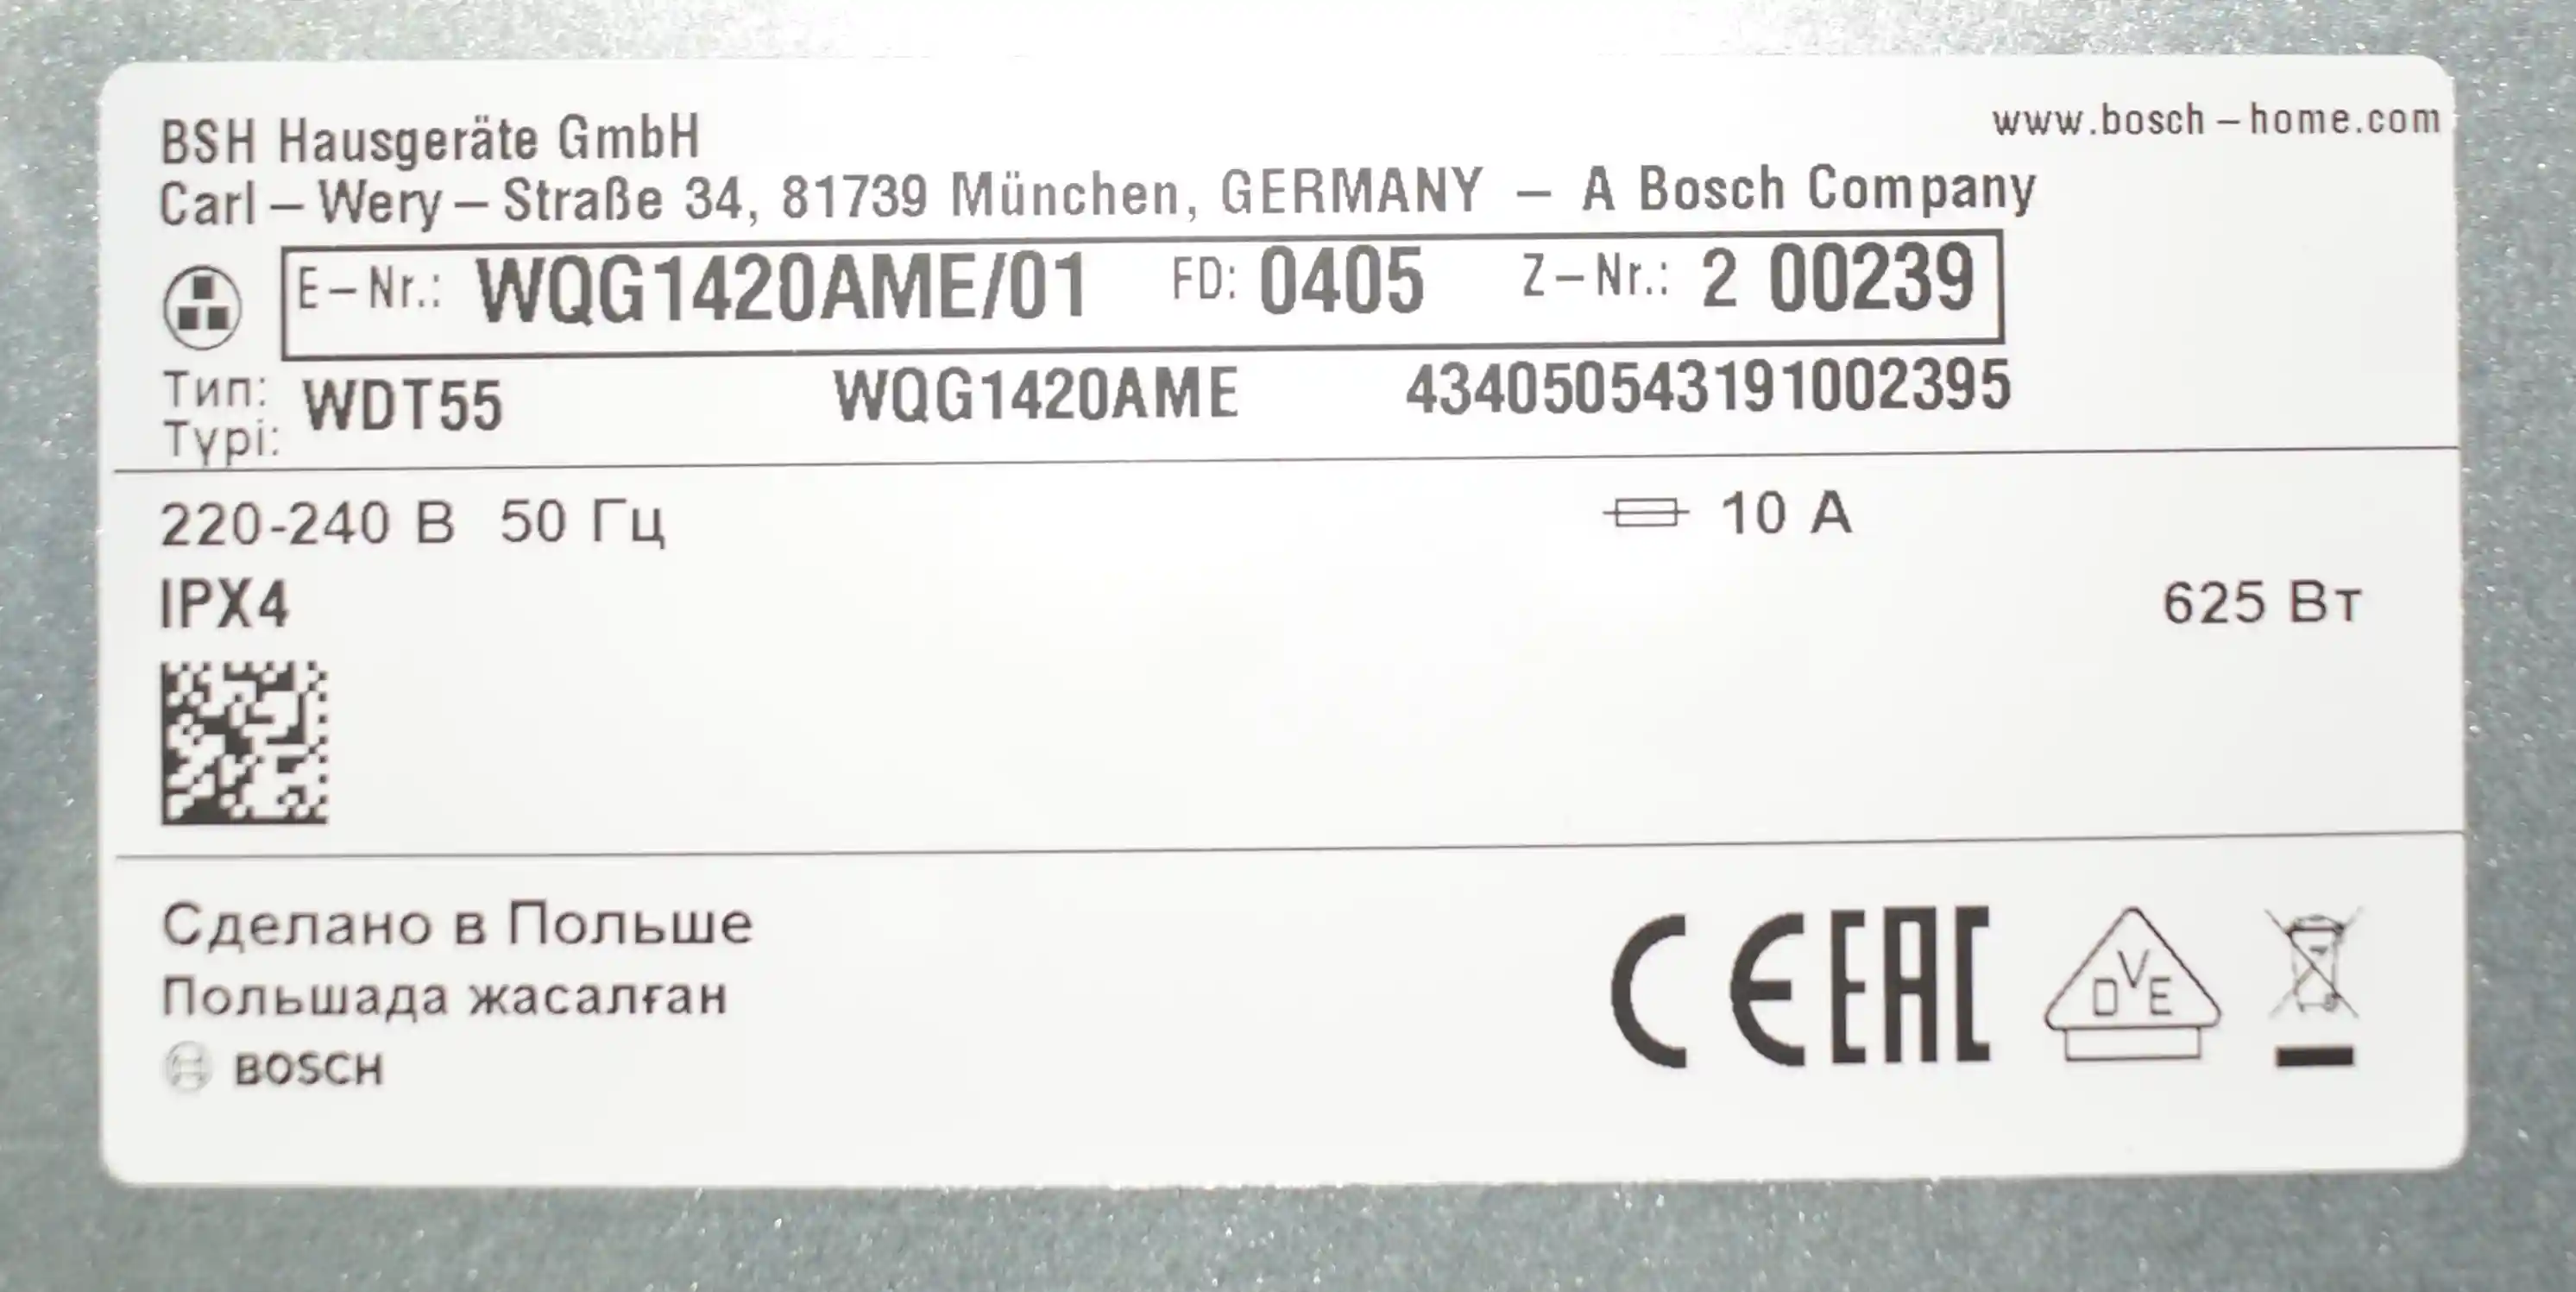 www.bosch-home.com
BSH Hausgeräte GmbH
Carl-Wery-Straße 34, 81739 München, GERMANY - A Bosch Company
E-Nr.: WQG1420AME/01 FD: 0405 Z-Nr.: 2 00239
Тип: WDT55 WQG1420AME 434050543191002395
Түрі:
220-240 В 50 Гц 10 А
IPX4 625 Вт
Сделано в Польше
Польшада жасалған
BOSCH
CE EAC DVE